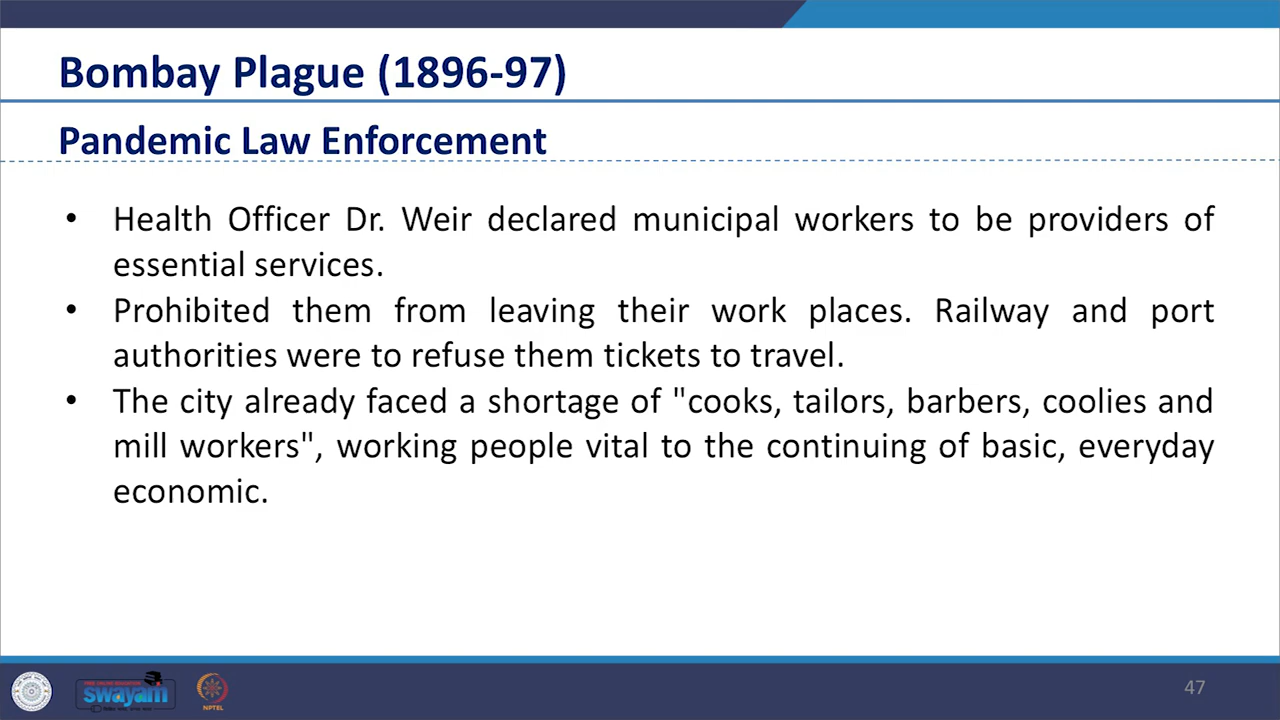 Bombay Plague (1896-97)
Pandemic Law Enforcement
• Health Officer Dr. Weir declared municipal workers to be providers of
essential services.
• Prohibited them from leaving their work places. Railway and port
authorities were to refuse them tickets to travel.
• The city already faced a shortage of "cooks, tailors, barbers, coolies and
mill workers", working people vital to the continuing of basic, everyday
economic.
swayam
NPTEL
47